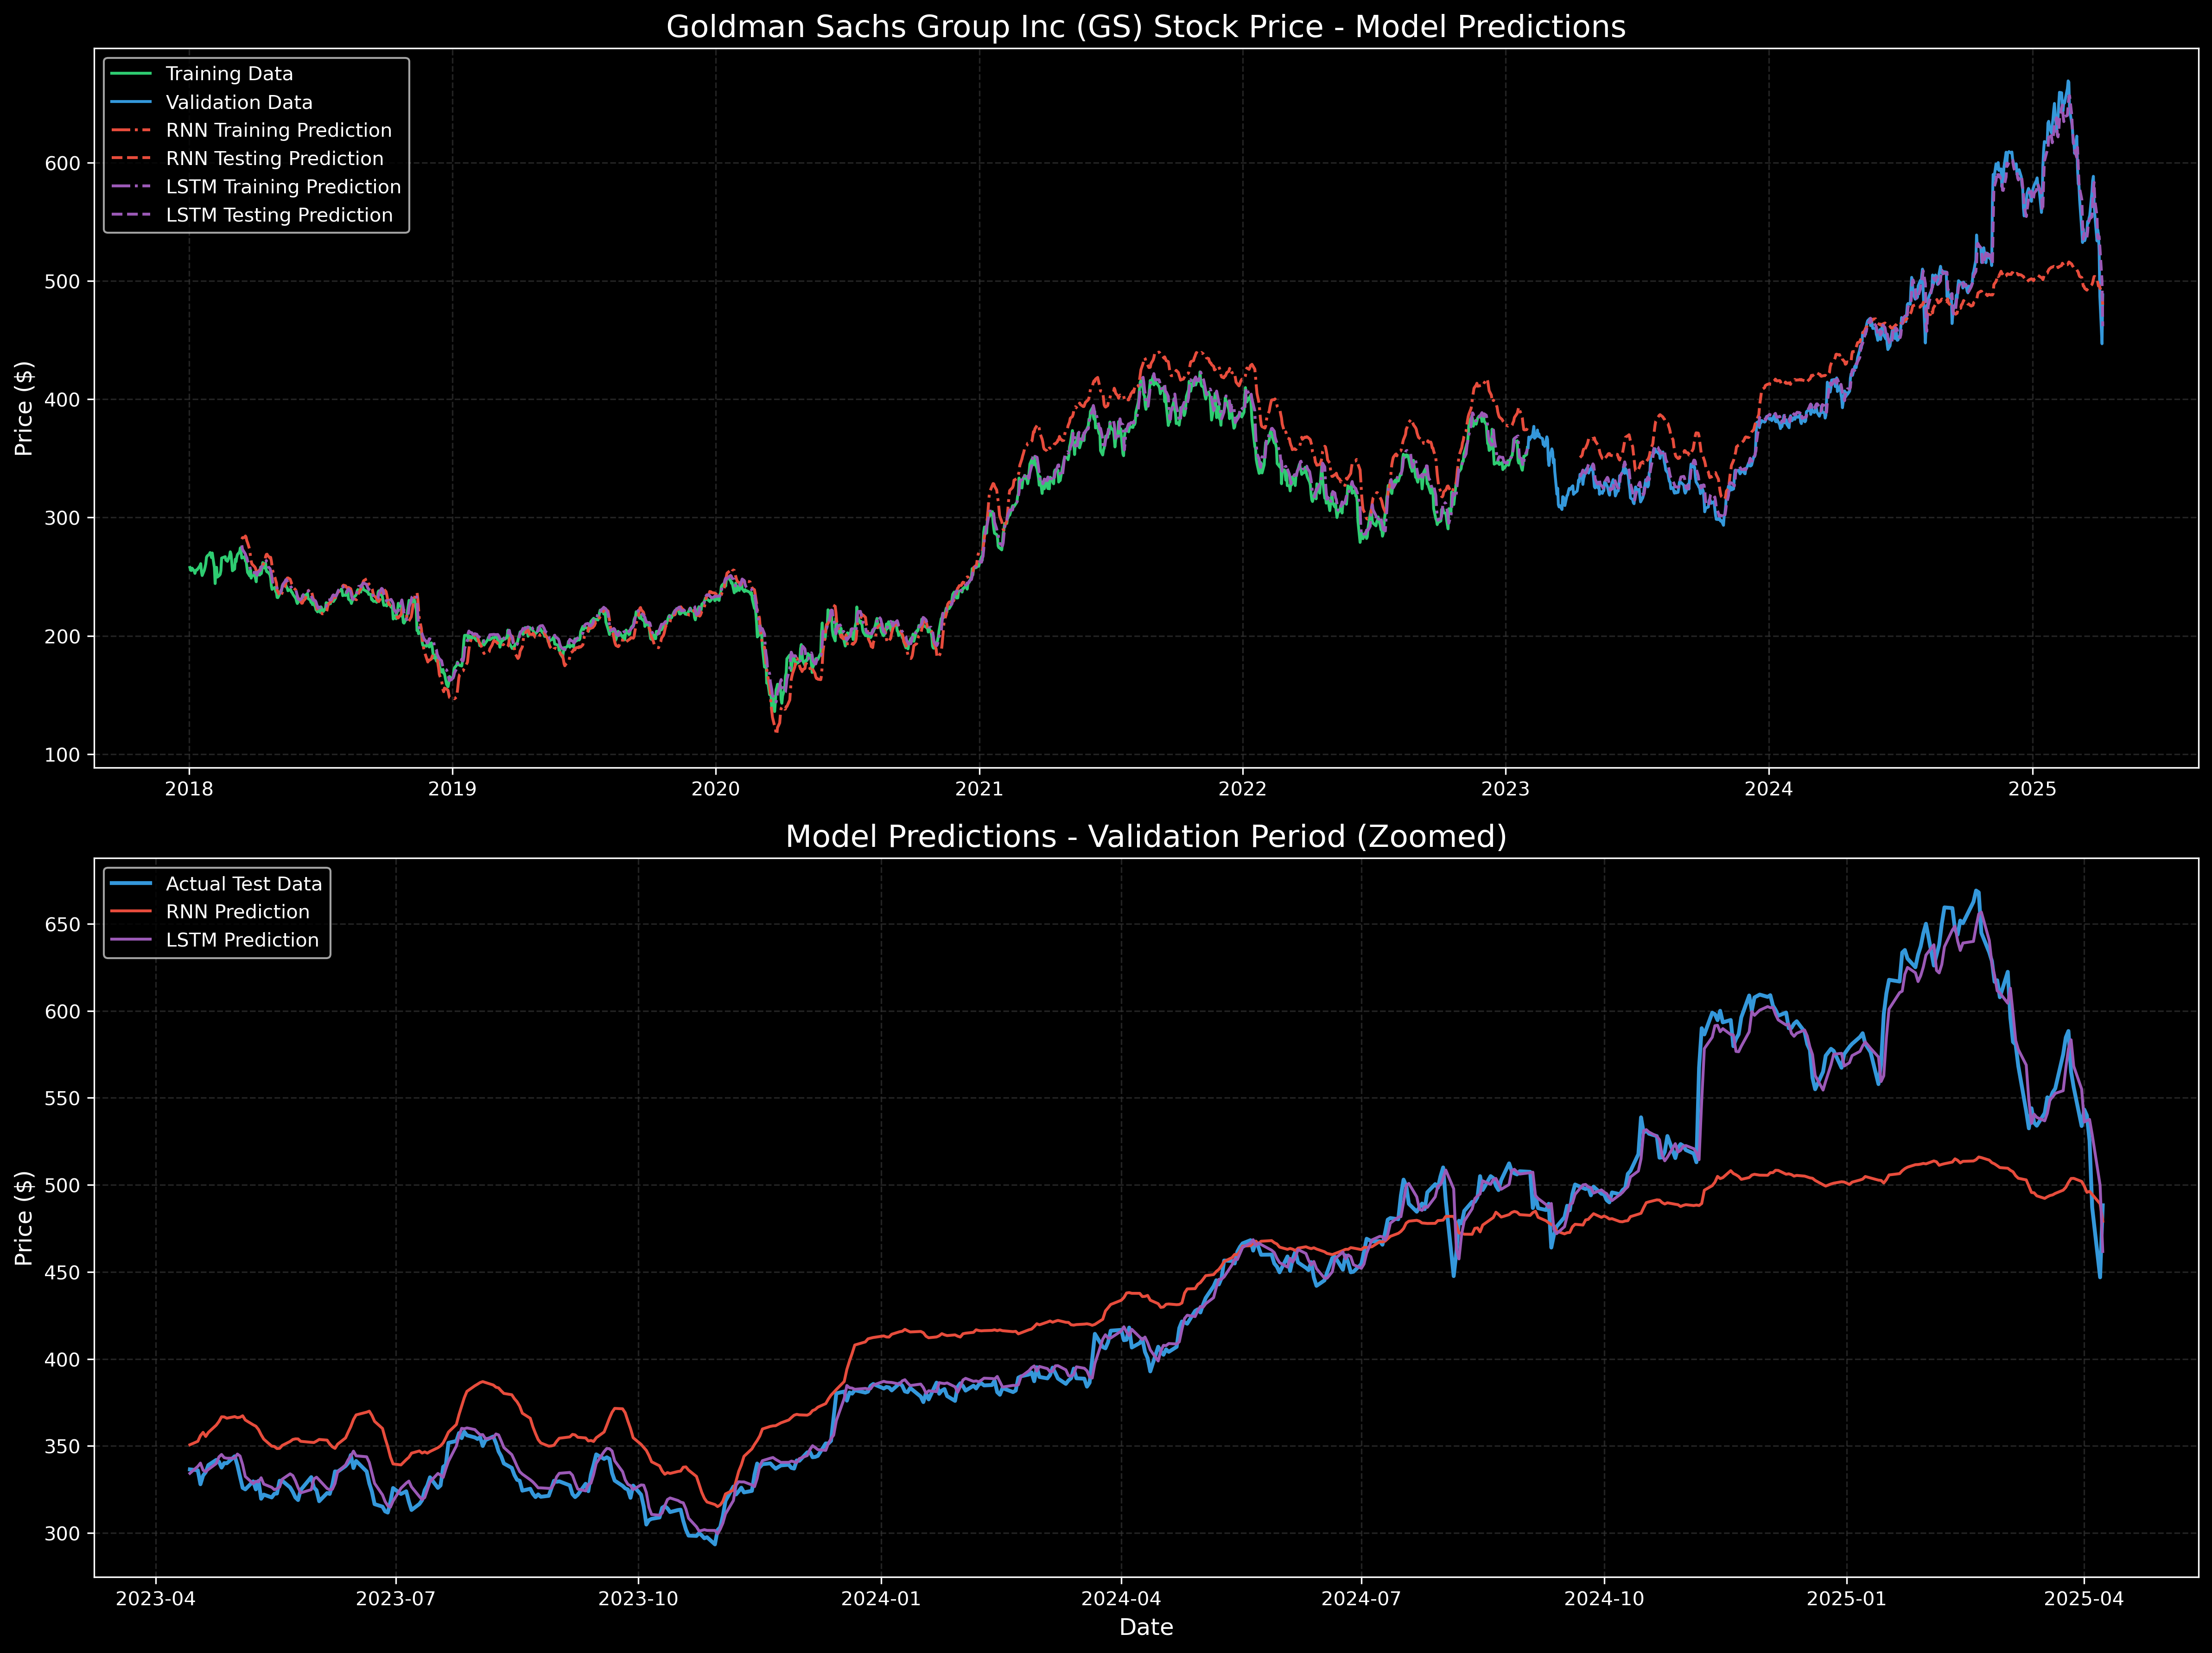 Goldman Sachs Group Inc (GS) Stock Price - Model Predictions
Training Data
Validation Data
RNN Training Prediction
RNN Testing Prediction
LSTM Training Prediction
LSTM Testing Prediction
Price ($)
600
500
400
300
200
100
2018 2019 2020 2021 2022 2023 2024 2025
Model Predictions - Validation Period (Zoomed)
Actual Test Data
RNN Prediction
LSTM Prediction
Price ($)
650
600
550
500
450
400
350
300
2023-04 2023-07 2023-10 2024-01 2024-04 2024-07 2024-10 2025-01 2025-04
Date